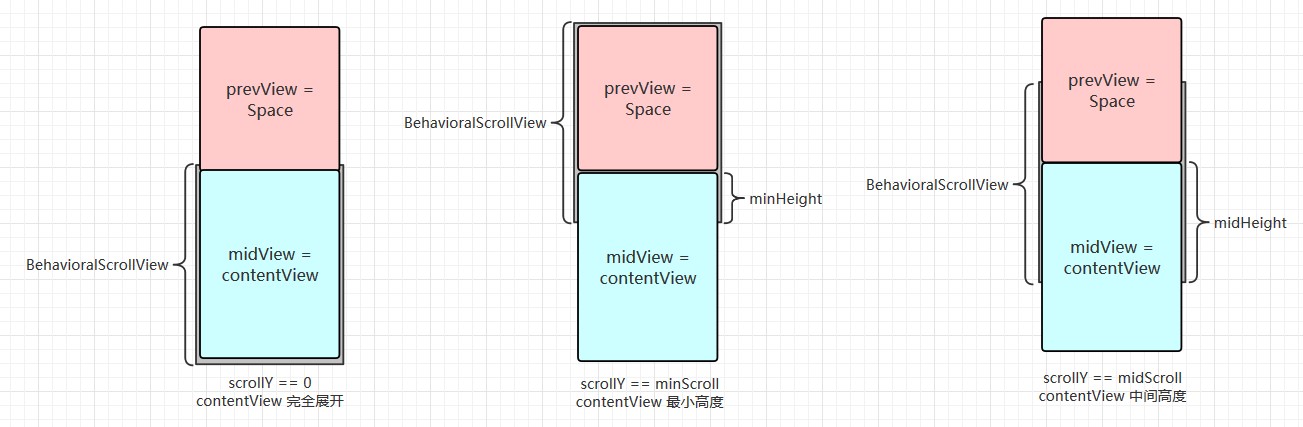 prevView =
Space
BehavioralScrollView
midView =
contentView
scrollY == 0
contentView 完全展开
prevView =
Space
BehavioralScrollView
minHeight
midView =
contentView
scrollY == minScroll
contentView 最小高度
prevView =
Space
BehavioralScrollView
midHeight
midView =
contentView
scrollY == midScroll
contentView 中间高度